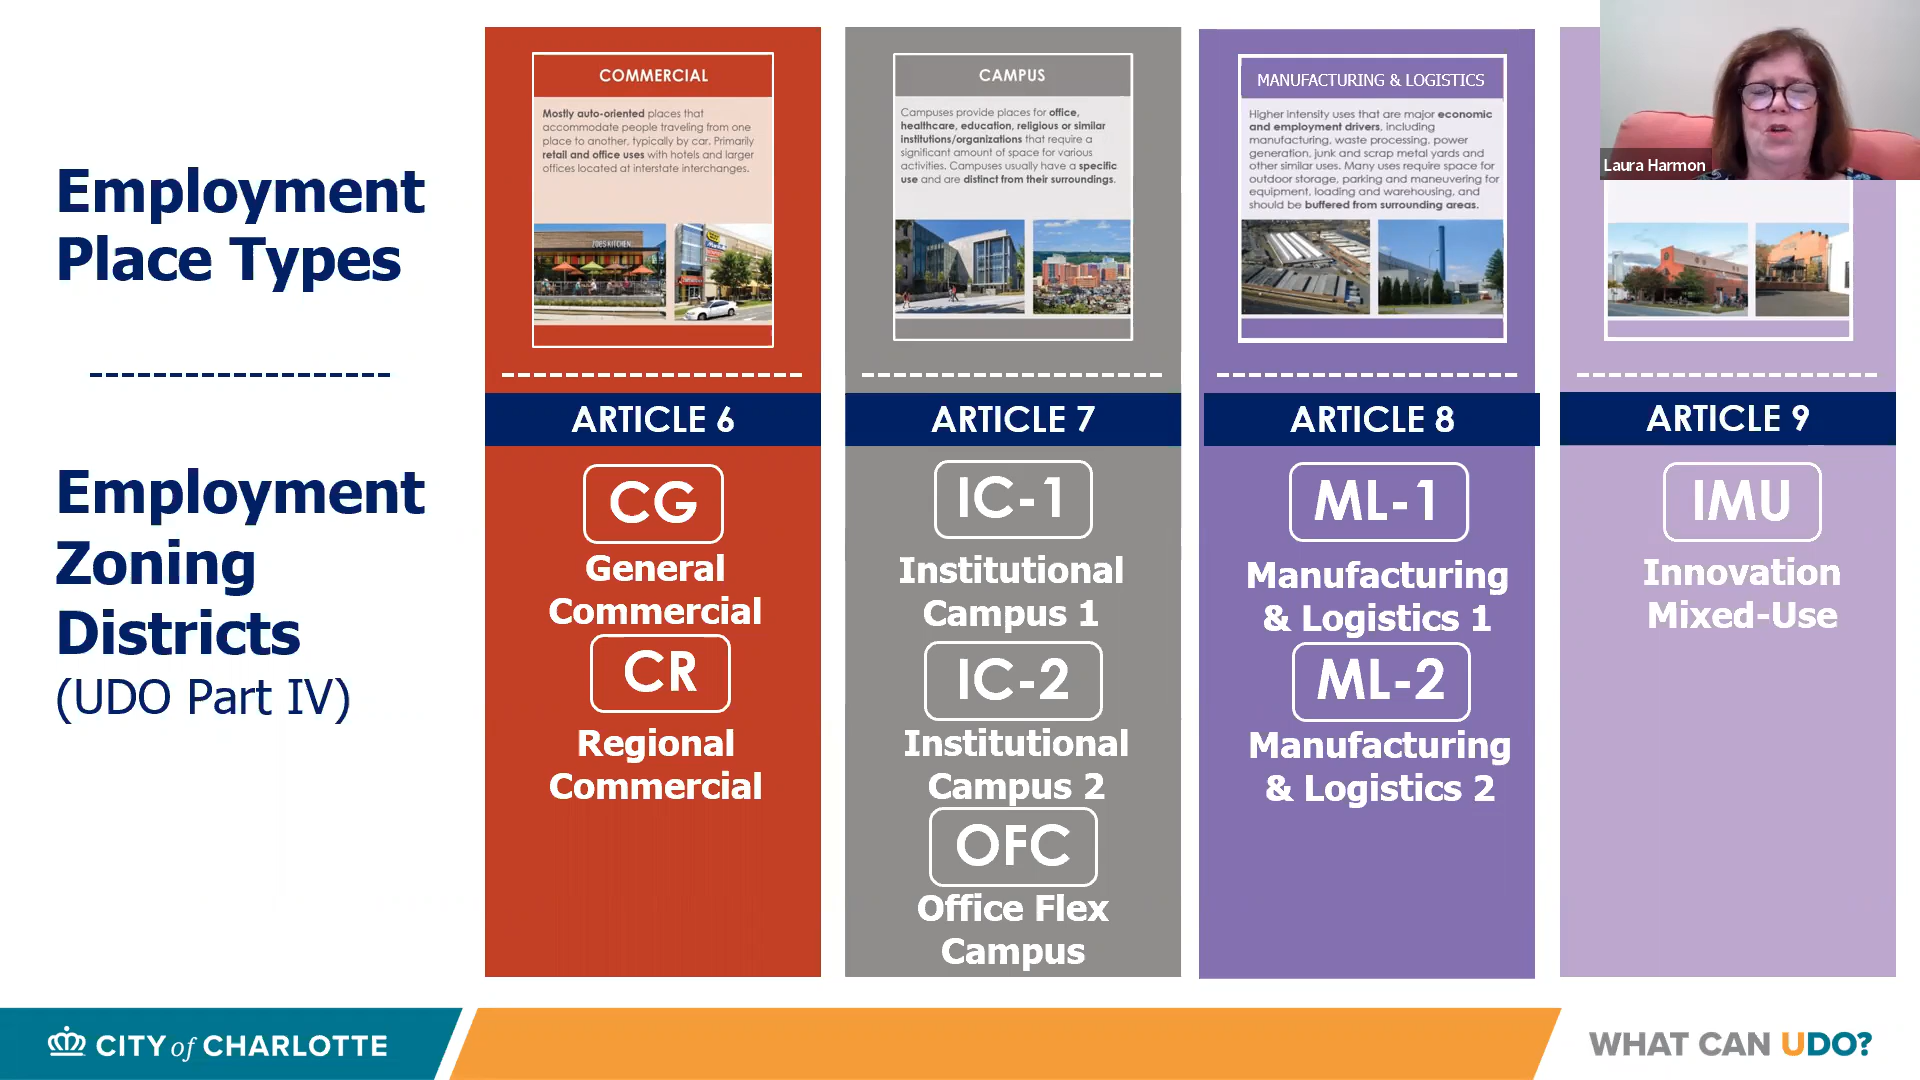 Employment
Place Types
Employment
Zoning
Districts
(UDO Part IV)
COMMERCIAL
Mostly auto-oriented places that
accommodate people traveling from one
place to another, typically by car. Primarily
retail and office uses with hotels and larger
offices located at interstate interchanges.
ZOES KITCHEN
ARTICLE 6
CG
General
Commercial
CR
Regional
Commercial
CAMPUS
Campuses provide places for office,
healthcare, education, religious or similar
institutions/organizations that require a
significant amount of space for various
activities. Campuses usually have a specific
use and are distinct from their surroundings.
ARTICLE 7
IC-1
Institutional
Campus 1
IC-2
Institutional
Campus 2
OFC
Office Flex
Campus
MANUFACTURING & LOGISTICS
Higher intensity uses that are major economic
and employment drivers, including
manufacturing, waste processing, power
generation, junk and scrap metal yards and
other similar uses. Many uses require space for
outdoor storage, parking and maneuvering for
equipment, loading and warehousing, and
should be buffered from surrounding areas.
ARTICLE 8
ML-1
Manufacturing
& Logistics 1
ML-2
Manufacturing
& Logistics 2
Laura Harmon
ARTICLE 9
IMU
Innovation
Mixed-Use
CITY of CHARLOTTE
WHAT CAN UDO?